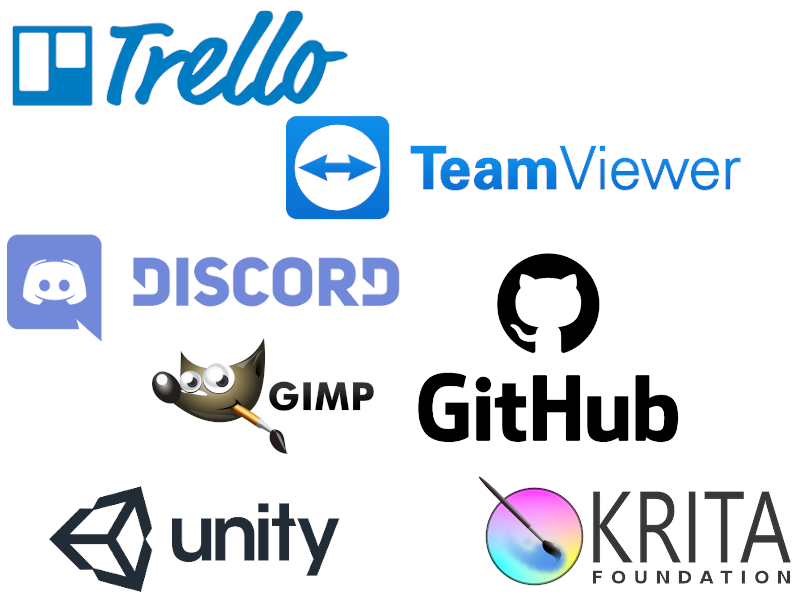 Trello
TeamViewer
DISCORD
GIMP
GitHub
unity
KRITA
FOUNDATION